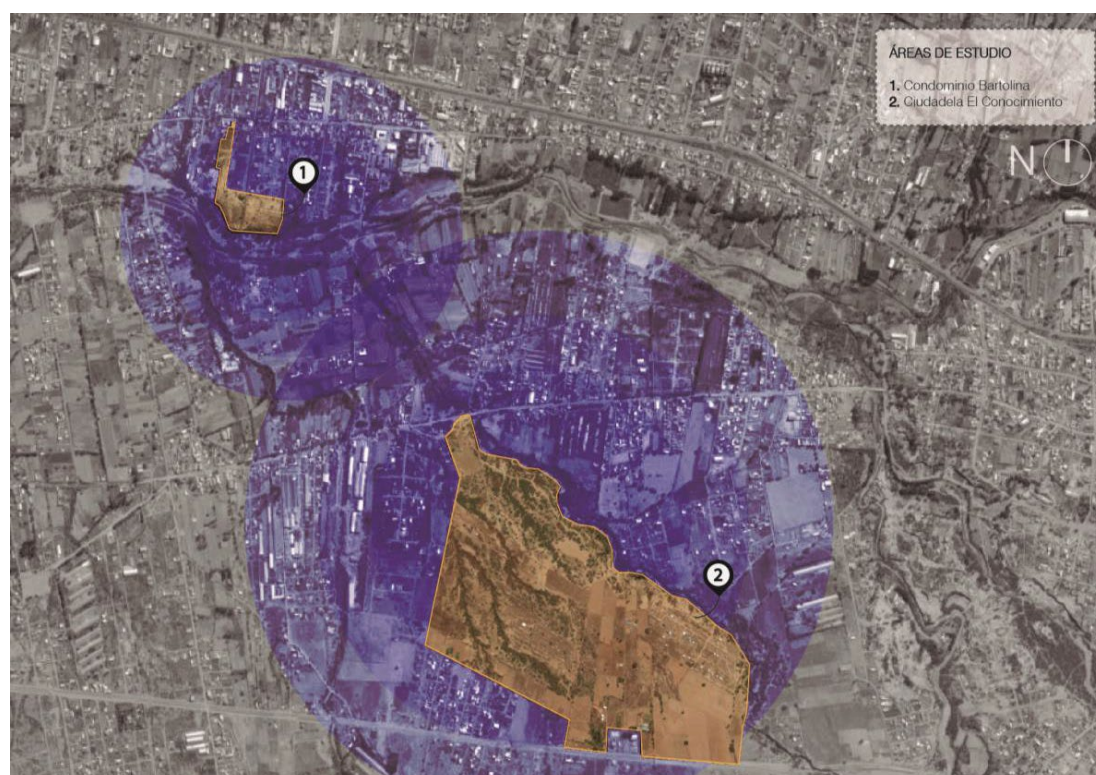 ÁREAS DE ESTUDIO
1. Condominio Bartolina
2. Ciudadela El Conocimiento
N
1
2